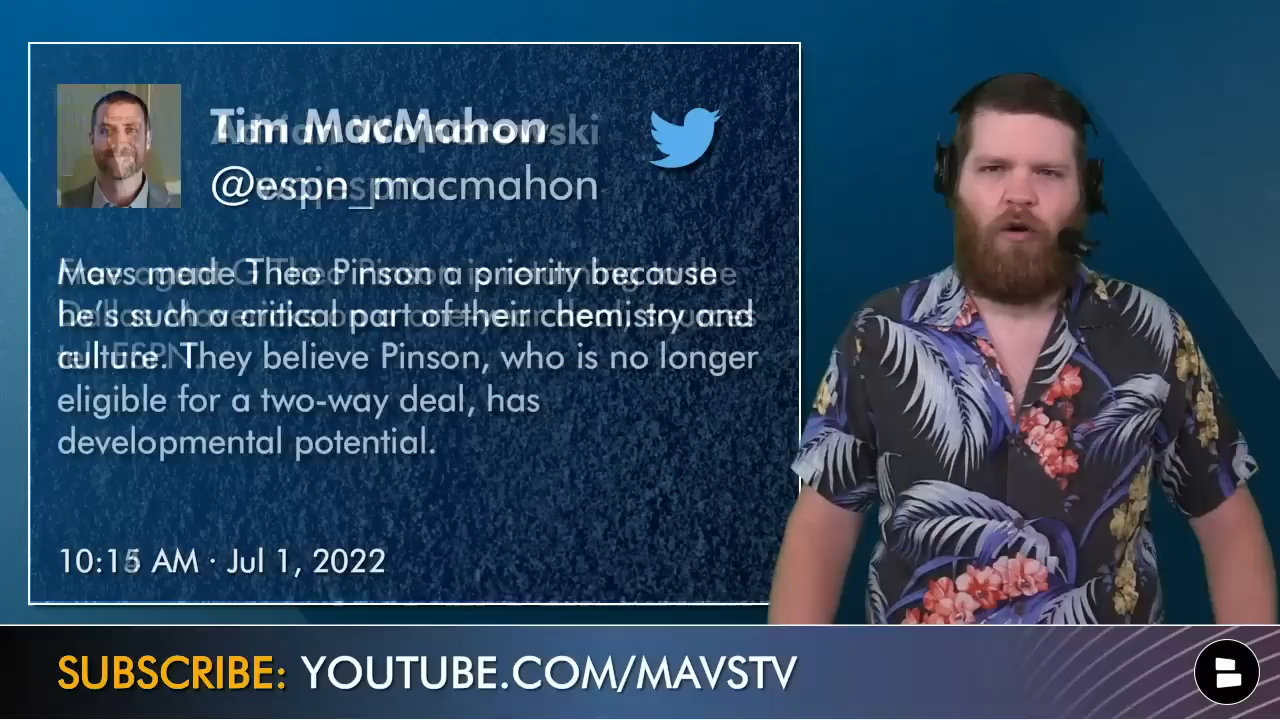 Tim MacMahon
@espn_macmahon
Mavs made Theo Pinson a priority because
he's such a critical part of their chemistry and
culture. They believe Pinson, who is no longer
eligible for a two-way deal, has
developmental potential.
10:15 AM · Jul 1, 2022
SUBSCRIBE: YOUTUBE.COM/MAVSTV